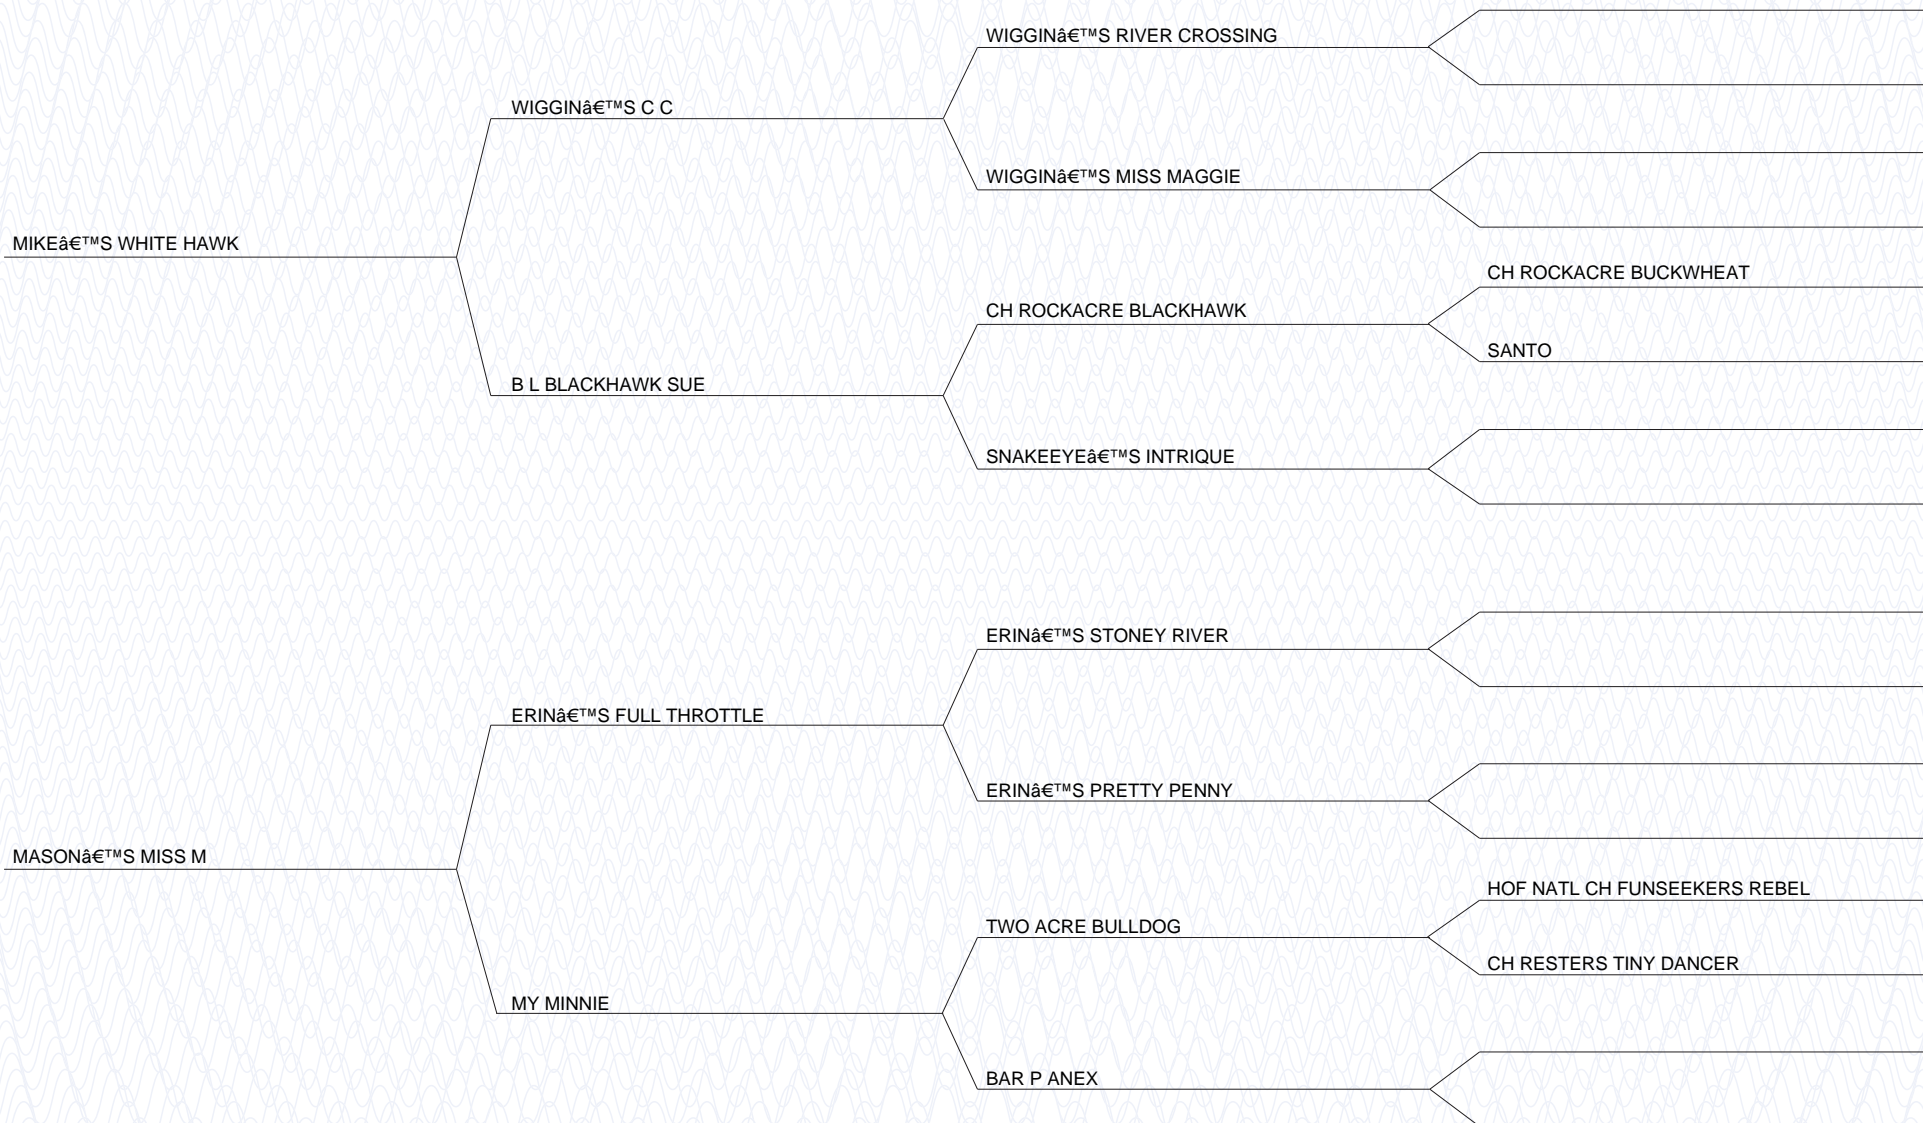 WIGGINâ€™S RIVER CROSSING
WIGGINâ€™S C C
WIGGINâ€™S MISS MAGGIE
MIKEâ€™S WHITE HAWK
CH ROCKACRE BUCKWHEAT
CH ROCKACRE BLACKHAWK
SANTO
B L BLACKHAWK SUE
SNAKEEYEâ€™S INTRIQUE
ERINâ€™S STONEY RIVER
ERINâ€™S FULL THROTTLE
ERINâ€™S PRETTY PENNY
MASONâ€™S MISS M
HOF NATL CH FUNSEEKERS REBEL
TWO ACRE BULLDOG
CH RESTERS TINY DANCER
MY MINNIE
BAR P ANEX